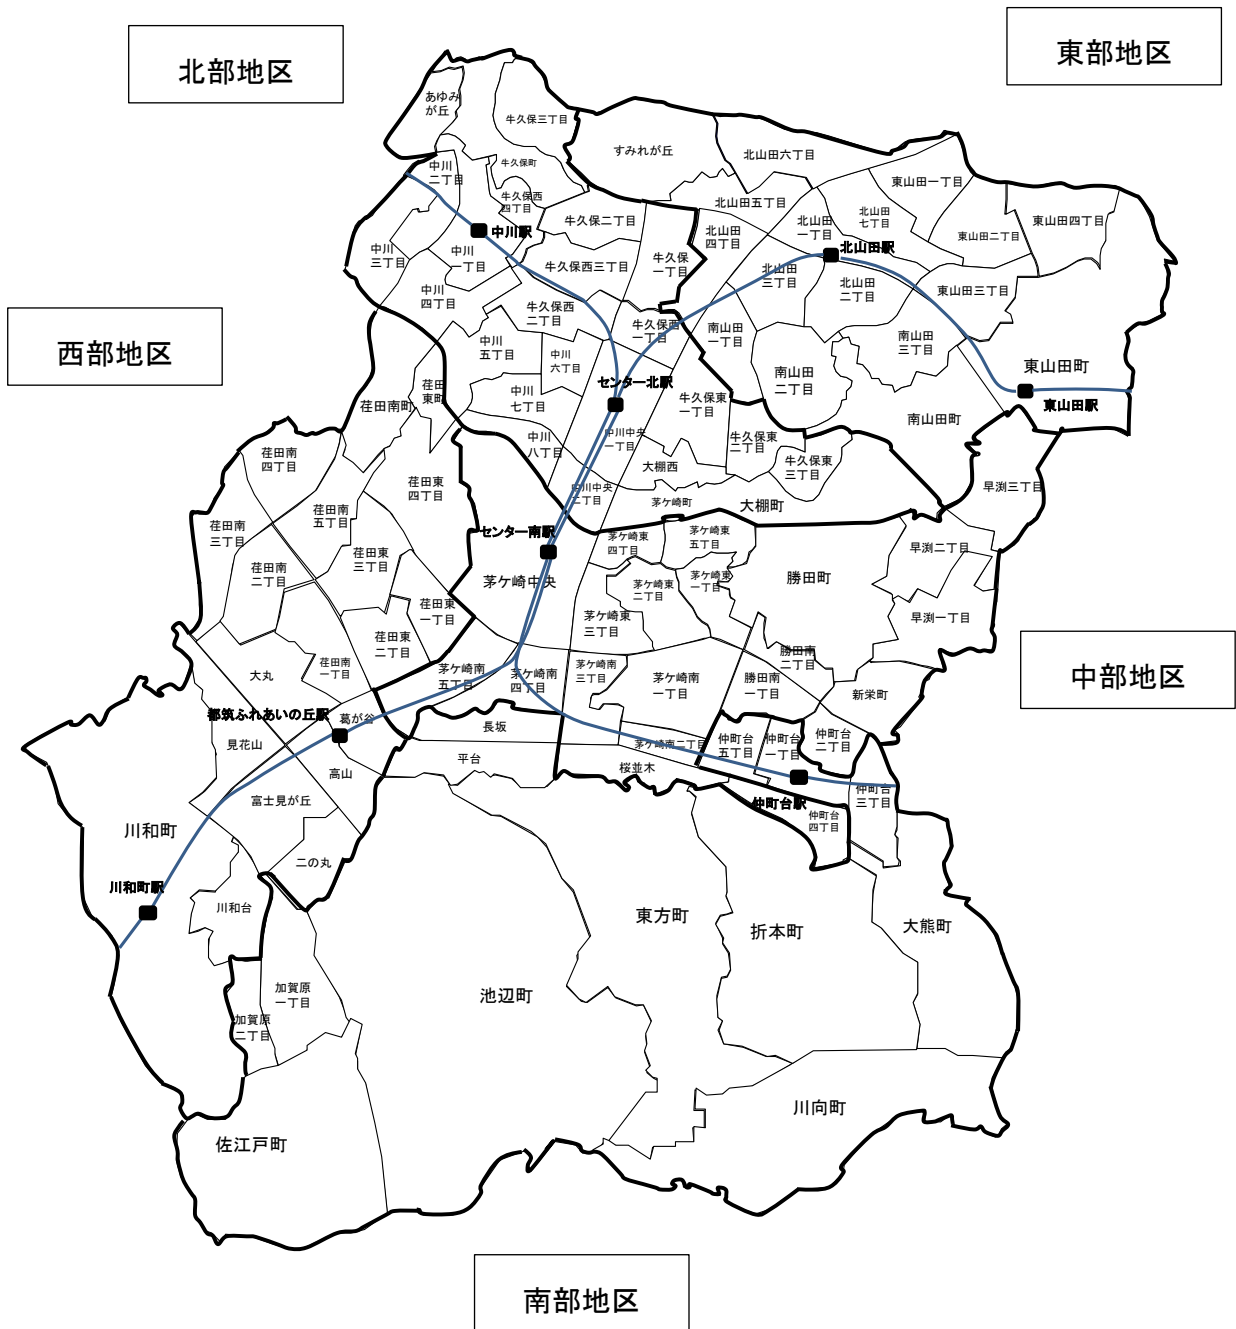 北部地区
東部地区
西部地区
中部地区
南部地区
あゆみ
が丘
牛久保三丁目
すみれが丘
北山田六丁目
中川
二丁目
牛久保町
牛久保西
四丁目
北山田五丁目
東山田一丁目
北山田
七丁目
東山田四丁目
東山田二丁目
牛久保二丁目
北山田
四丁目
北山田
一丁目
中川駅
北山田駅
中川
三丁目
中川
一丁目
牛久保西三丁目
牛久保
一丁目
北山田
三丁目
北山田
二丁目
東山田三丁目
中川
四丁目
牛久保西
二丁目
牛久保西
一丁目
南山田
一丁目
南山田
三丁目
中川
五丁目
中川
六丁目
東山田町
南山田
二丁目
センター北駅
荏田
東町
荏田南町
中川
七丁目
牛久保東
一丁目
東山田駅
南山田町
中川
八丁目
中川中央
一丁目
牛久保東
二丁目
牛久保東
三丁目
荏田南
四丁目
大棚西
荏田東
四丁目
中川中央
二丁目
茅ケ崎町
大棚町
早渕三丁目
荏田南
三丁目
荏田南
五丁目
センター南駅
茅ケ崎東
四丁目
茅ケ崎東
五丁目
早渕二丁目
荏田東
三丁目
荏田南
二丁目
茅ケ崎中央
茅ケ崎東
二丁目
茅ケ崎東
一丁目
勝田町
荏田東
一丁目
茅ケ崎東
三丁目
早渕一丁目
荏田東
二丁目
勝田南
二丁目
大丸
荏田南
一丁目
茅ケ崎南
五丁目
茅ケ崎南
四丁目
茅ケ崎南
三丁目
茅ケ崎南
一丁目
勝田南
一丁目
新栄町
都筑ふれあいの丘駅
葛が谷
長坂
見花山
茅ケ崎南二丁目
仲町台
五丁目
仲町台
一丁目
仲町台
二丁目
平台
桜並木
高山
仲町台駅
仲町台
三丁目
富士見が丘
仲町台
四丁目
川和町
二の丸
川和町駅
川和台
東方町
折本町
大熊町
加賀原
一丁目
池辺町
加賀原
二丁目
川向町
佐江戸町